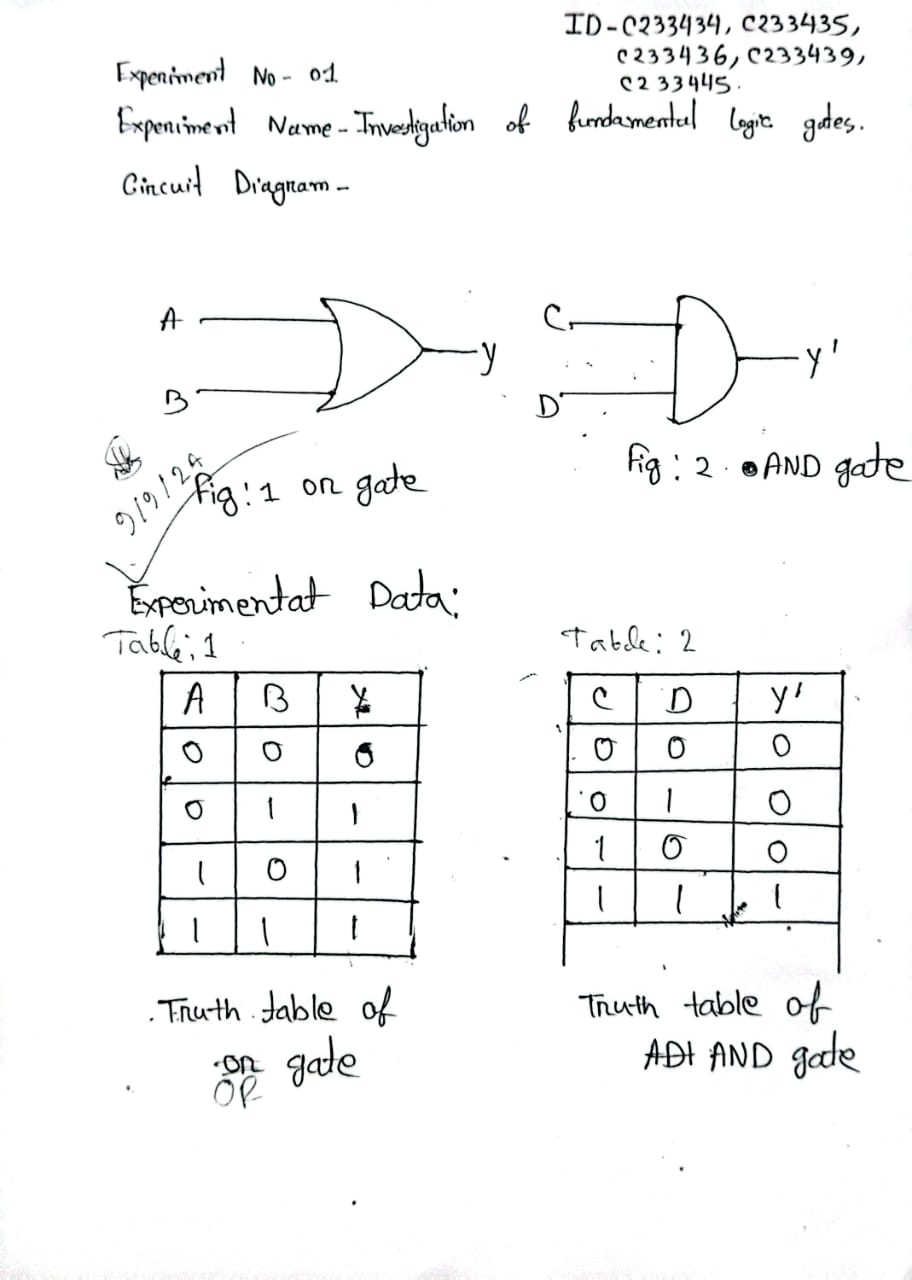 ID-C233434, C233435,
C233436, C233439,
C233445.
Experiment No - 01
Experiment Name - Investigation of fundamental logic gates.
Circuit Diagram -
A
B
Y
C
D
Y'
9/9/24
Fig: 1 or gate
Fig: 2 AND gate
Experimentat Data:
Table: 1
Table: 2
A B Y
0 0 0
0 1 1
1 0 1
1 1 1
C D Y'
0 0 0
0 1 0
1 0 0
1 1 1
Truth table of
or gate
OR
Truth table of
ADI AND gate